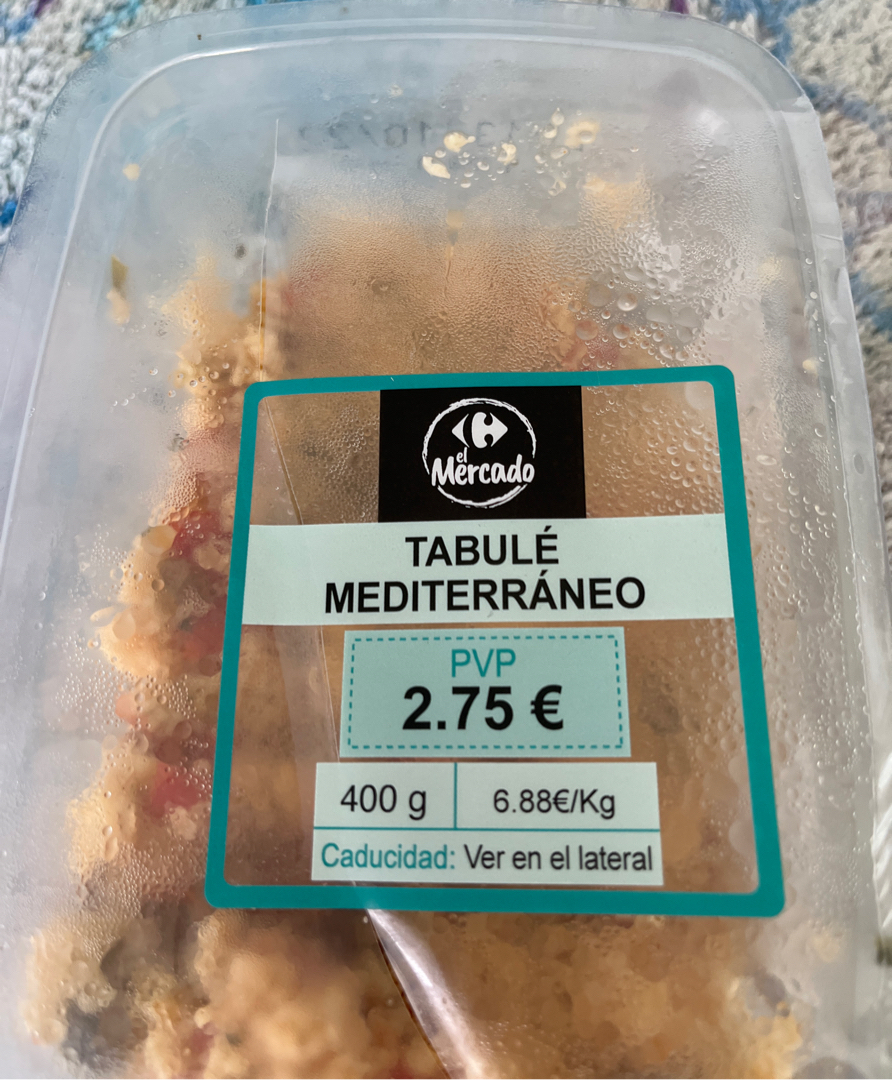 el
Mercado
TABULÉ
MEDITERRÁNEO
PVP
2.75 €
400 g
6.88€/Kg
Caducidad: Ver en el lateral